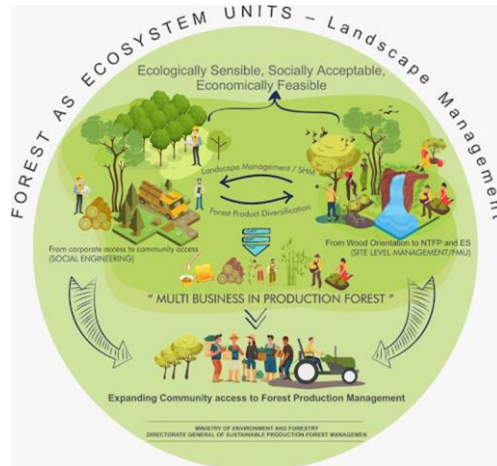 FOREST AS ECOSYSTEM UNITS – Landscape Management
Ecologically Sensible, Socially Acceptable,
Economically Feasible
Landscape Management / SHM
Forest Product Diversification
From corporate access to community access
(SOCIAL ENGINEERING)
From Wood Orientation to NTFP and ES
(SITE LEVEL MANAGEMENT/FMU)
“ MULTI BUSINESS IN PRODUCTION FOREST ”
Expanding Community access to Forest Production Management
MINISTRY OF ENVIRONMENT AND FORESTRY
DIRECTORATE GENERAL OF SUSTAINABLE PRODUCTION FOREST MANAGEMEN